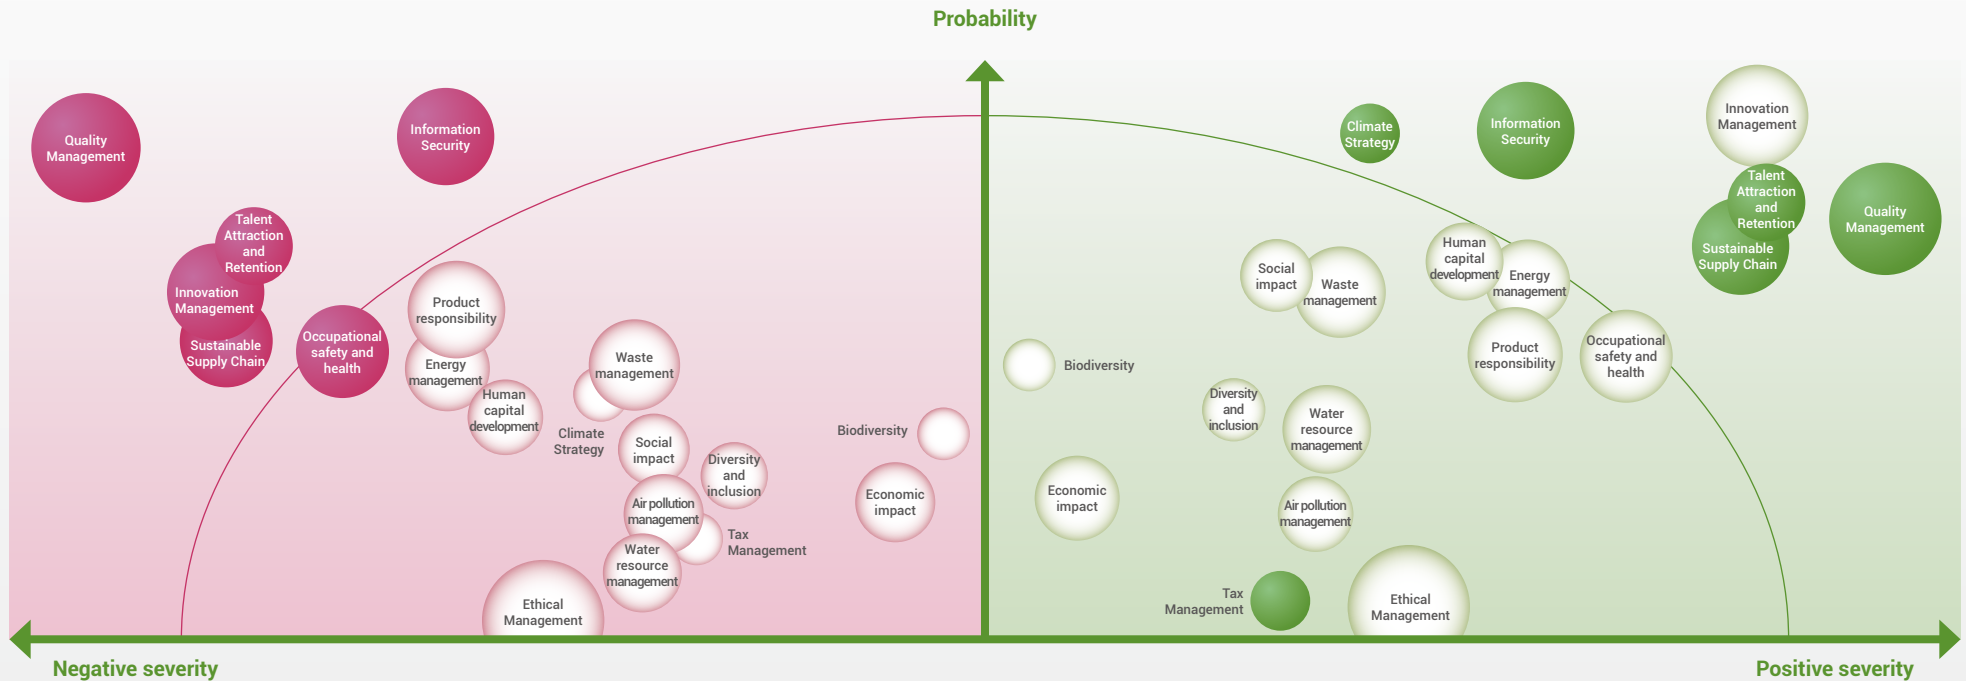 Probability
Quality
Management
Information
Security
Talent
Attraction
and
Retention
Innovation
Management
Sustainable
Supply Chain
Occupational
safety and
health
Product
responsibility
Energy
management
Human
capital
development
Waste
management
Climate
Strategy
Social
impact
Diversity
and
inclusion
Air pollution
management
Tax
Management
Water
resource
management
Ethical
Management
Biodiversity
Economic
impact
Climate
Strategy
Information
Security
Innovation
Management
Talent
Attraction
and
Retention
Sustainable
Supply Chain
Quality
Management
Social
impact
Waste
management
Human
capital
development
Energy
management
Product
responsibility
Occupational
safety and
health
Biodiversity
Diversity
and
inclusion
Water
resource
management
Economic
impact
Air pollution
management
Tax
Management
Ethical
Management
Negative severity
Positive severity